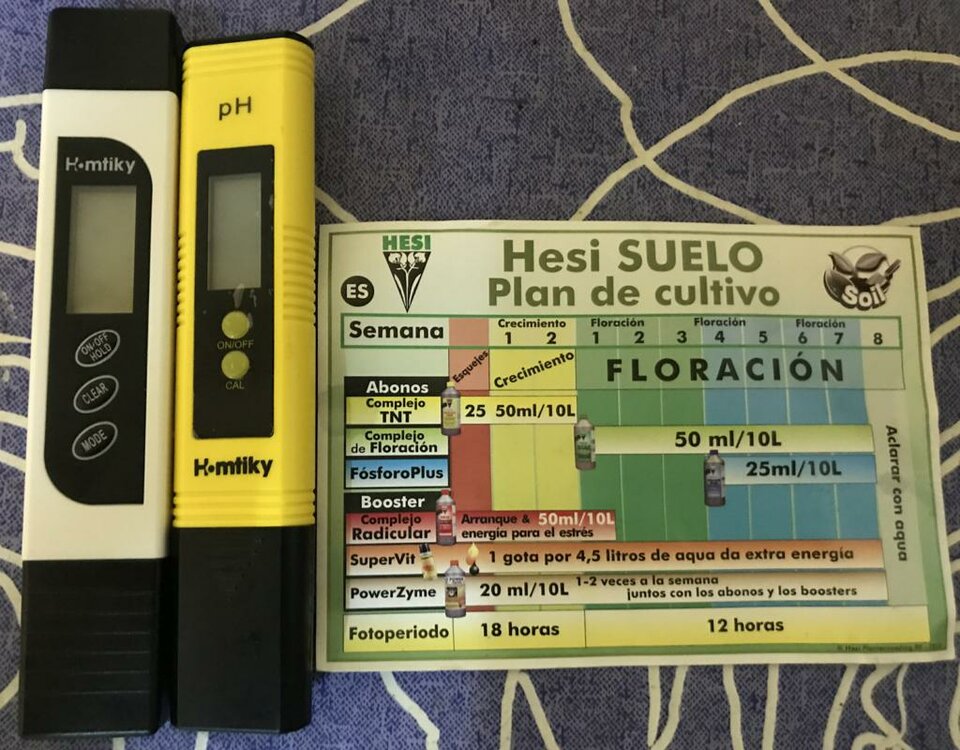 Homtiky
ON/OFF
HOLD
CLEAR
MODE
pH
ON/OFF
CAL
Homtiky
HESI
ES
Hesi SUELO
Plan de cultivo
Soil
Semana
Crecimiento
1 2
Floración
1 2 3
Floración
4 5
Floración
6 7 8
Esquejes
Crecimiento
FLORACIÓN
Abonos
Complejo
TNT
25 50ml/10L
Complejo
de Floración
50 ml/10L
FósforoPlus
25ml/10L
Aclarar con aqua
Booster
Complejo
Radicular
Arranque & 50ml/10L
energía para el estrés
SuperVit
1 gota por 4,5 litros de aqua da extra energía
PowerZyme
20 ml/10L
1-2 veces a la semana
juntos con los abonos y los boosters
Fotoperiodo
18 horas
12 horas